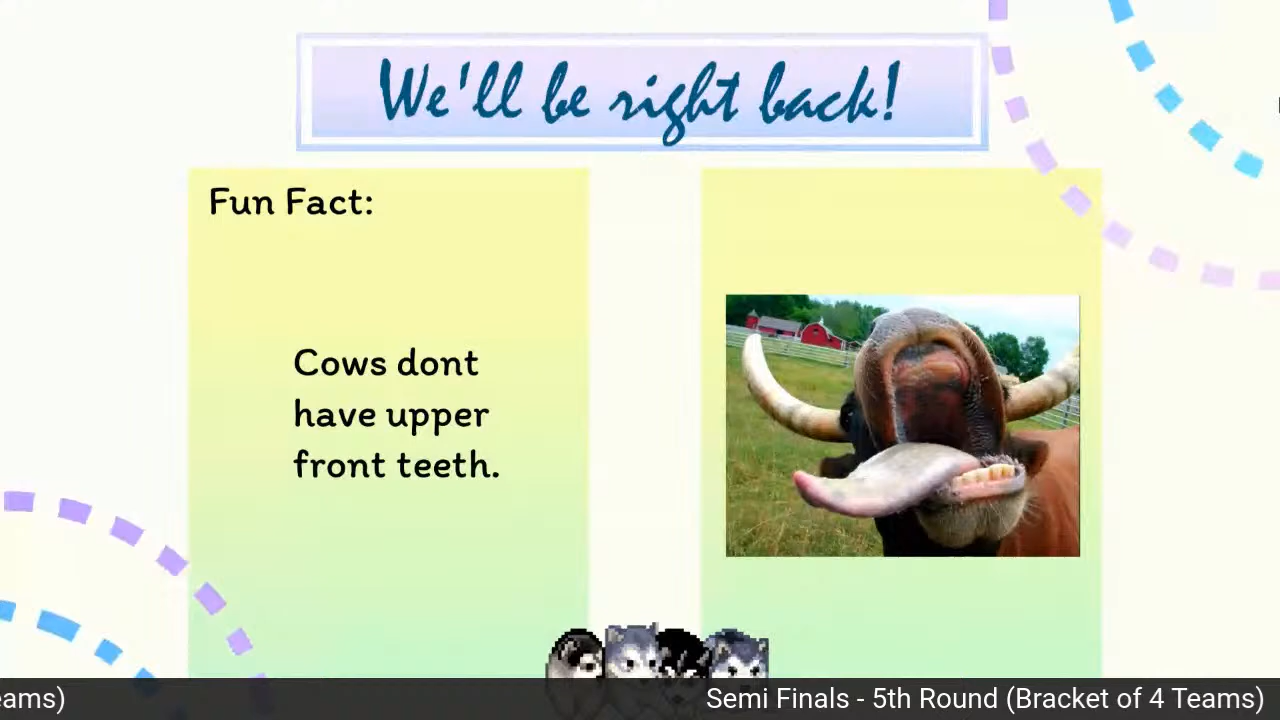 We'll be right back!
Fun Fact:
Cows dont
have upper
front teeth.
eams)
Semi Finals - 5th Round (Bracket of 4 Teams)